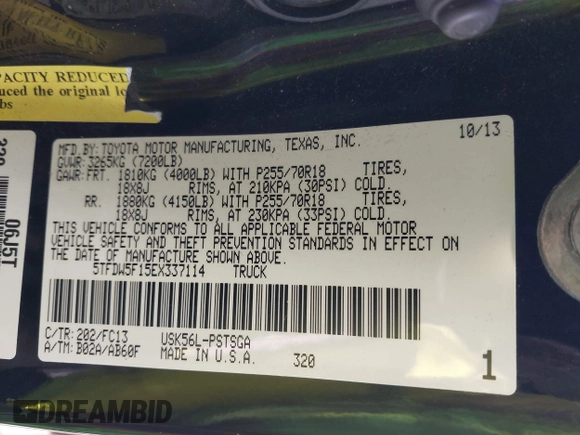 PACITY REDUCED
uced the original lo
bs
06J5T
MFD.BY:TOYOTA MOTOR MANUFACTURING, TEXAS, INC. 10/13
GVWR:3265KG (7200LB)
GAWR:FRT. 1810KG (4000LB) WITH P255/70R18 TIRES,
18X8J RIMS, AT 210KPA (30PSI) COLD.
RR. 1880KG (4150LB) WITH P255/70R18 TIRES,
18X8J RIMS, AT 230KPA (33PSI) COLD.
THIS VEHICLE CONFORMS TO ALL APPLICABLE FEDERAL MOTOR
VEHICLE SAFETY AND THEFT PREVENTION STANDARDS IN EFFECT ON
THE DATE OF MANUFACTURE SHOWN ABOVE.
5TFDW5F15EX337114 TRUCK
C/TR:202/FC13 USK56L-PSTSGA
A/TM:B02A/AB60F MADE IN U.S.A. 320
1
DREAMBID